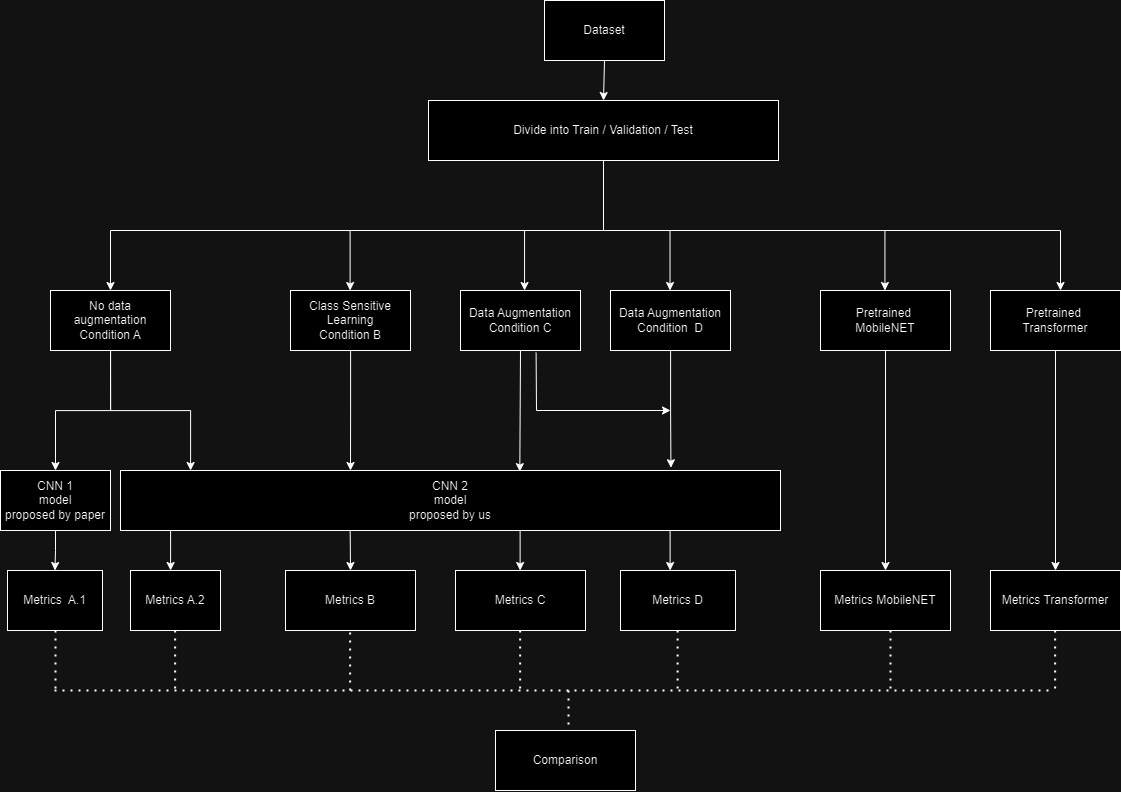 Dataset
Divide into Train / Validation / Test
No data
augmentation
Condition A
Class Sensitive
Learning
Condition B
Data Augmentation
Condition C
Data Augmentation
Condition D
Pretrained
MobileNET
Pretrained
Transformer
CNN 1
model
proposed by paper
CNN 2
model
proposed by us
Metrics A.1
Metrics A.2
Metrics B
Metrics C
Metrics D
Metrics MobileNET
Metrics Transformer
Comparison